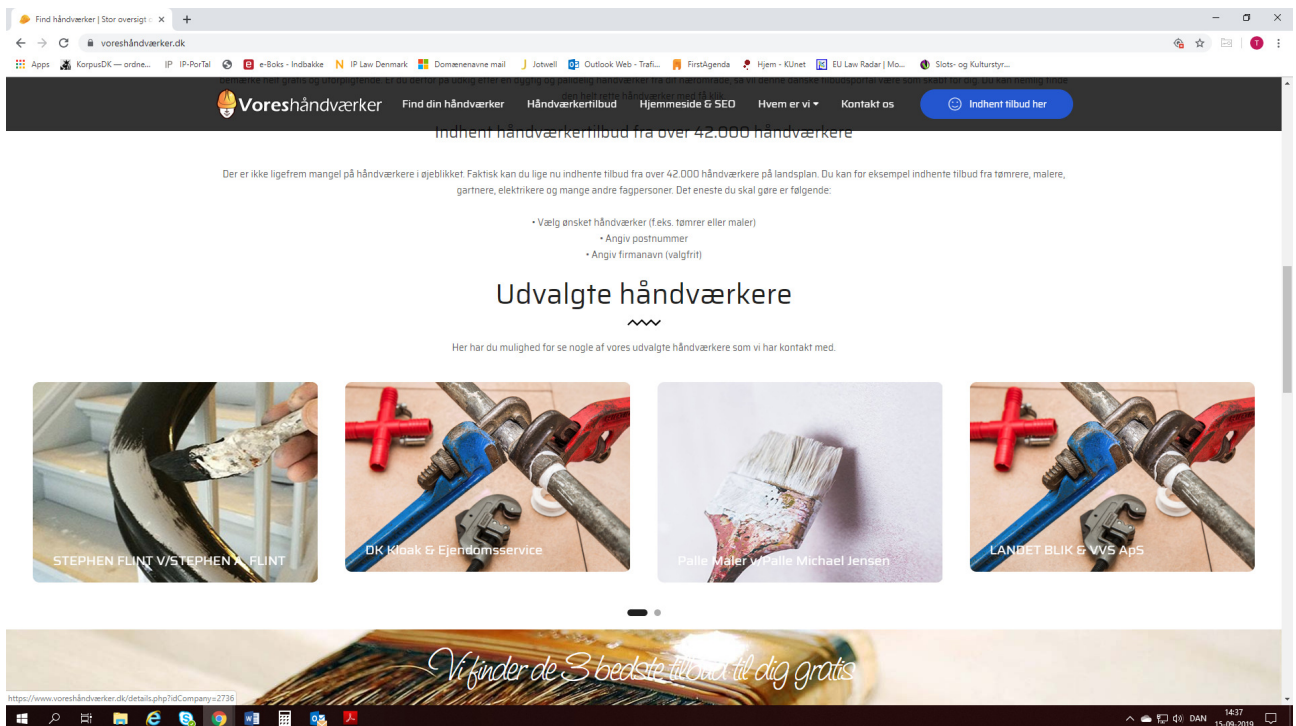 Find håndværker | Stor oversigt
voreshåndværker.dk
Apps
KorpusDK — ordne...
IP IP-PorTal
e-Boks - Indbakke
N IP Law Denmark
Domænenavne mail
J Jotwell
Outlook Web - Trafi...
FirstAgenda
Hjem - KUnet
EU Law Radar | Mo...
Slots- og Kulturstyr...
Voreshåndværker
Find din håndværker
Håndværkertilbud
Hjemmeside & SEO
Hvem er vi
Kontakt os
Indhent tilbud her
den helt rette håndværker med få klik.
Indhent håndværkertilbud fra over 42.000 håndværkere
Der er ikke ligefrem mangel på håndværkere i øjeblikket. Faktisk kan du lige nu indhente tilbud fra over 42.000 håndværkere på landsplan. Du kan for eksempel indhente tilbud fra tømrere, malere,
gartnere, elektrikere og mange andre fagpersoner. Det eneste du skal gøre er følgende:
• Vælg ønsket håndværker (f.eks. tømrer eller maler)
• Angiv postnummer
• Angiv firmanavn (valgfrit)
Udvalgte håndværkere
Her har du mulighed for se nogle af vores udvalgte håndværkere som vi har kontakt med.
STEPHEN FLINT V/STEPHEN A. FLINT
DK Kloak & Ejendomsservice
Palle Maler v/Palle Michael Jensen
LANDET BLIK & VVS ApS
Vi finder de 3 bedste tilbud til dig gratis
https://www.voreshåndværker.dk/details.php?idCompany=2736
DAN
14:37
15-09-2019